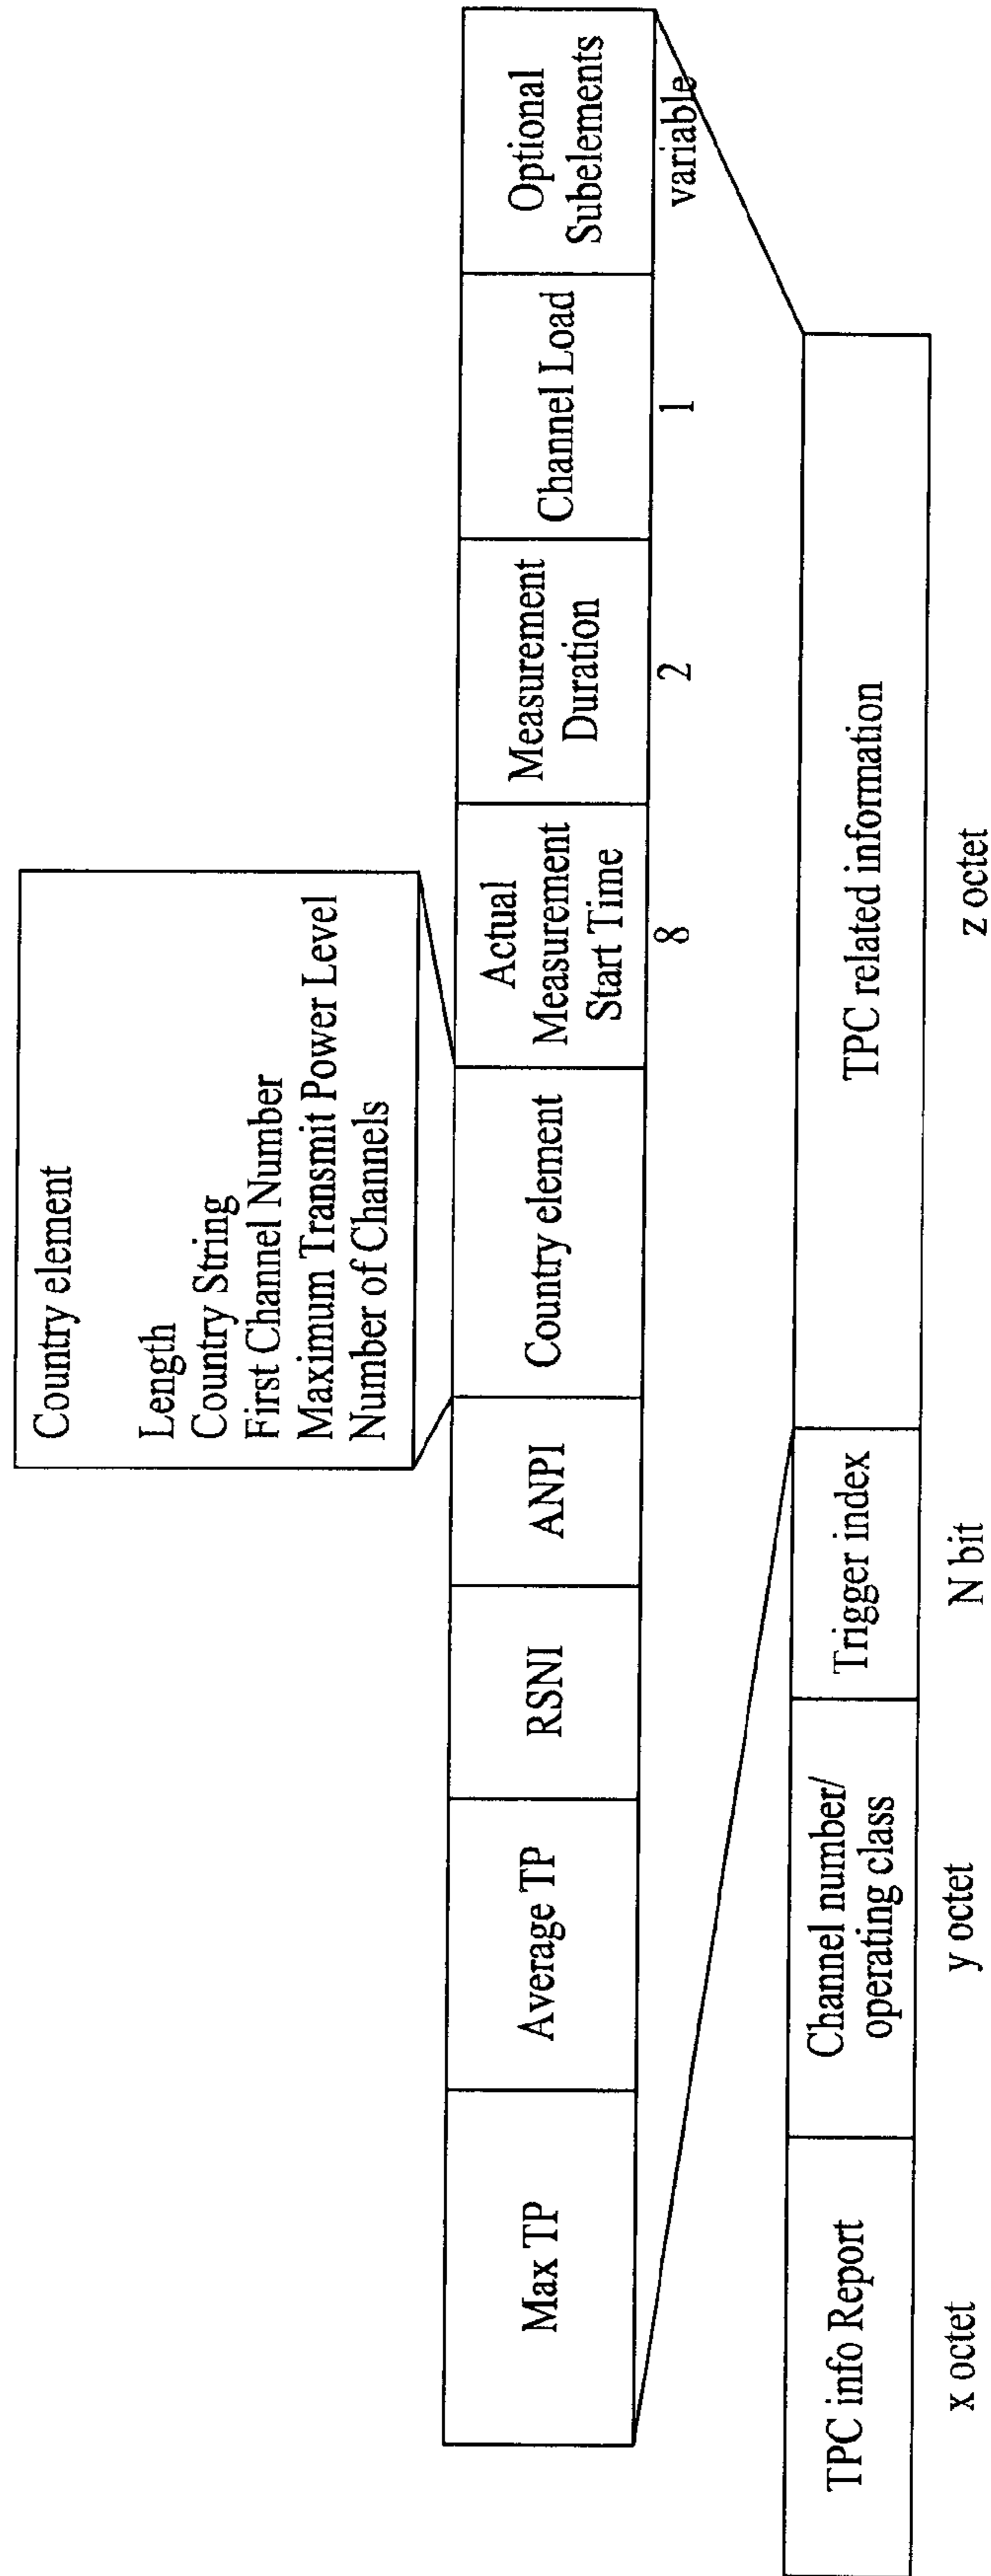 Country element
Length
Country String
First Channel Number
Maximum Transmit Power Level
Number of Channels
Max TP
Average TP
RSNI
ANPI
Country element
Actual
Measurement
Start Time
Measurement
Duration
Channel Load
Optional
Subelements
8
2
1
variable
TPC info Report
Channel number/
operating class
Trigger index
TPC related information
x octet
y octet
N bit
z octet